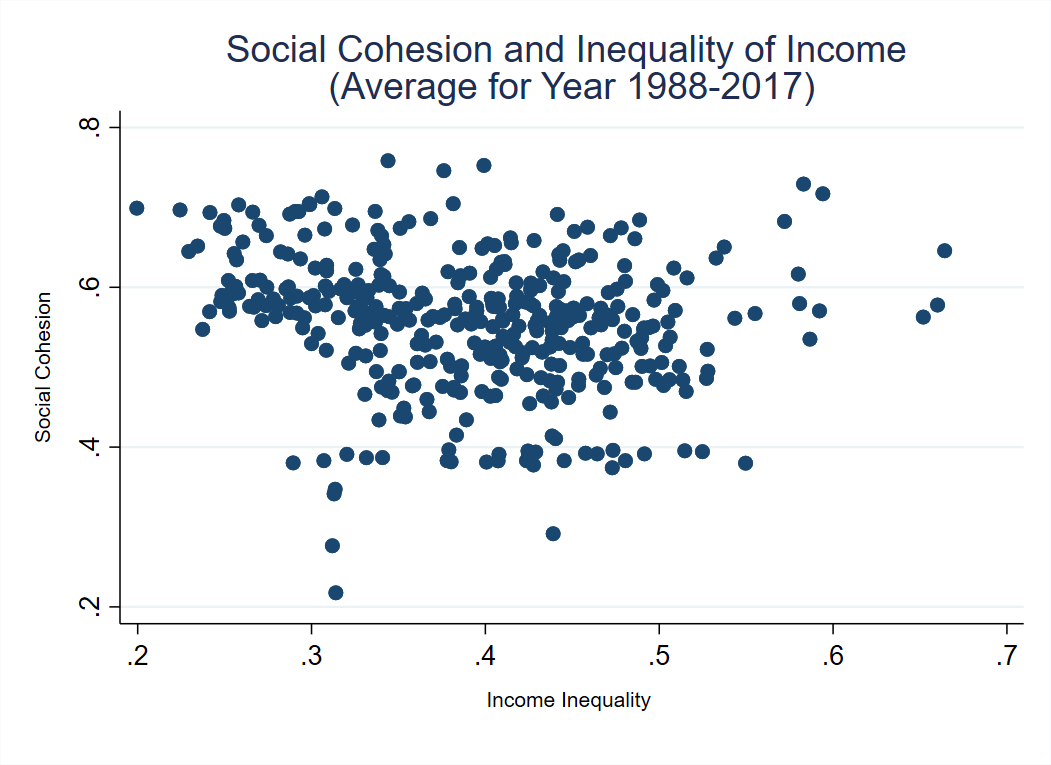 Social Cohesion and Inequality of Income
(Average for Year 1988-2017)
.8
.6
.4
.2
Social Cohesion
.2 .3 .4 .5 .6 .7
Income Inequality